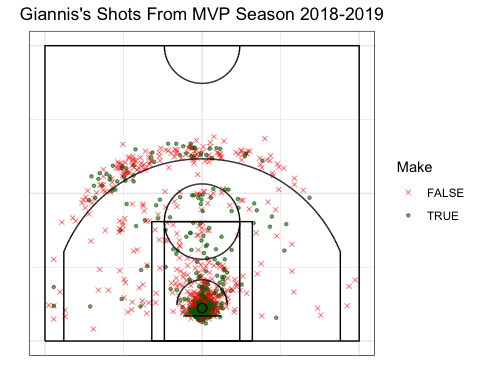 Giannis's Shots From MVP Season 2018-2019
Make
FALSE
TRUE